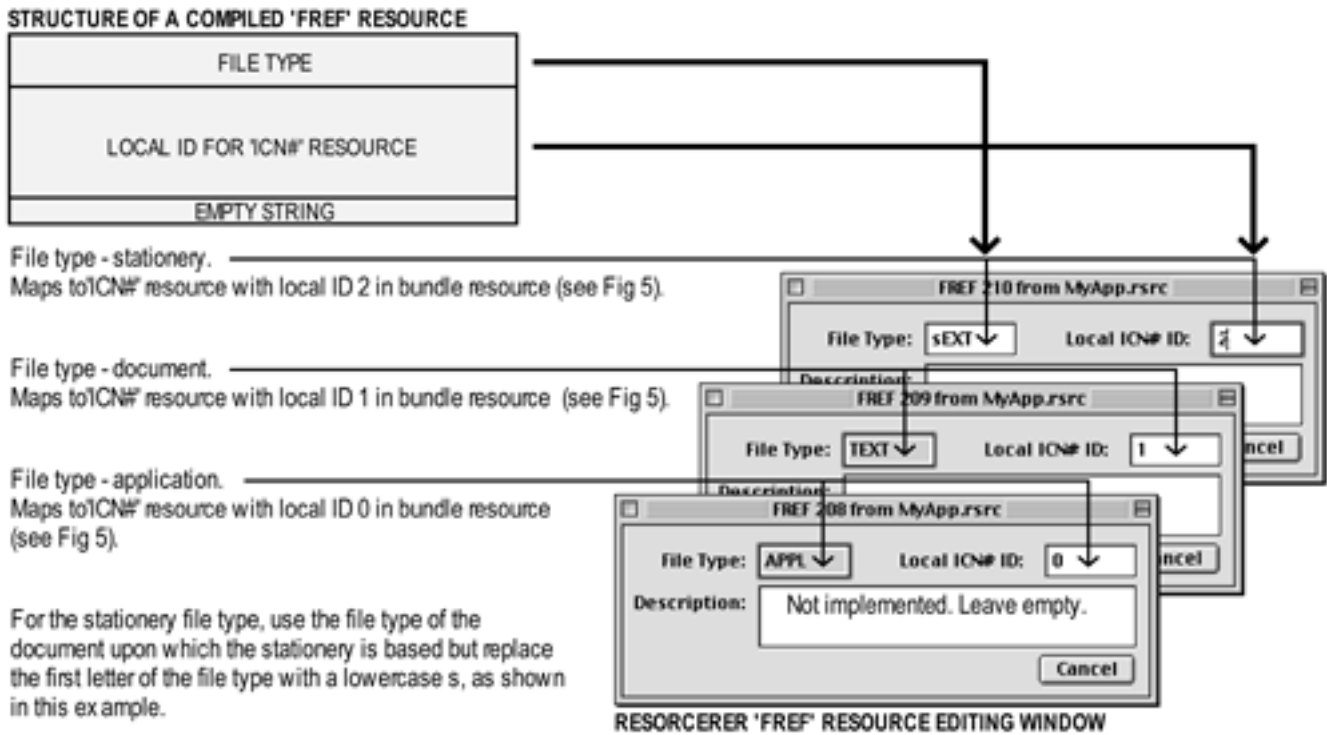 STRUCTURE OF A COMPILED 'FREF' RESOURCE
FILE TYPE
LOCAL ID FOR 'ICN#' RESOURCE
EMPTY STRING
File type - stationery.
Maps to'ICN#' resource with local ID 2 in bundle resource (see Fig 5).
FREF 210 from MyApp.rsrc
File Type: sEXT Local ICN# ID: 2
Description:
File type - document.
Maps to'ICN#' resource with local ID 1 in bundle resource (see Fig 5).
FREF 209 from MyApp.rsrc
File Type: TEXT Local ICN# ID: 1
ncel
Description:
File type - application.
Maps to'ICN#' resource with local ID 0 in bundle resource
(see Fig 5).
FREF 208 from MyApp.rsrc
File Type: APPL Local ICN# ID: 0
ncel
Description: Not implemented. Leave empty.
Cancel
For the stationery file type, use the file type of the
document upon which the stationery is based but replace
the first letter of the file type with a lowercase s, as shown
in this example.
RESORCERER 'FREF' RESOURCE EDITING WINDOW